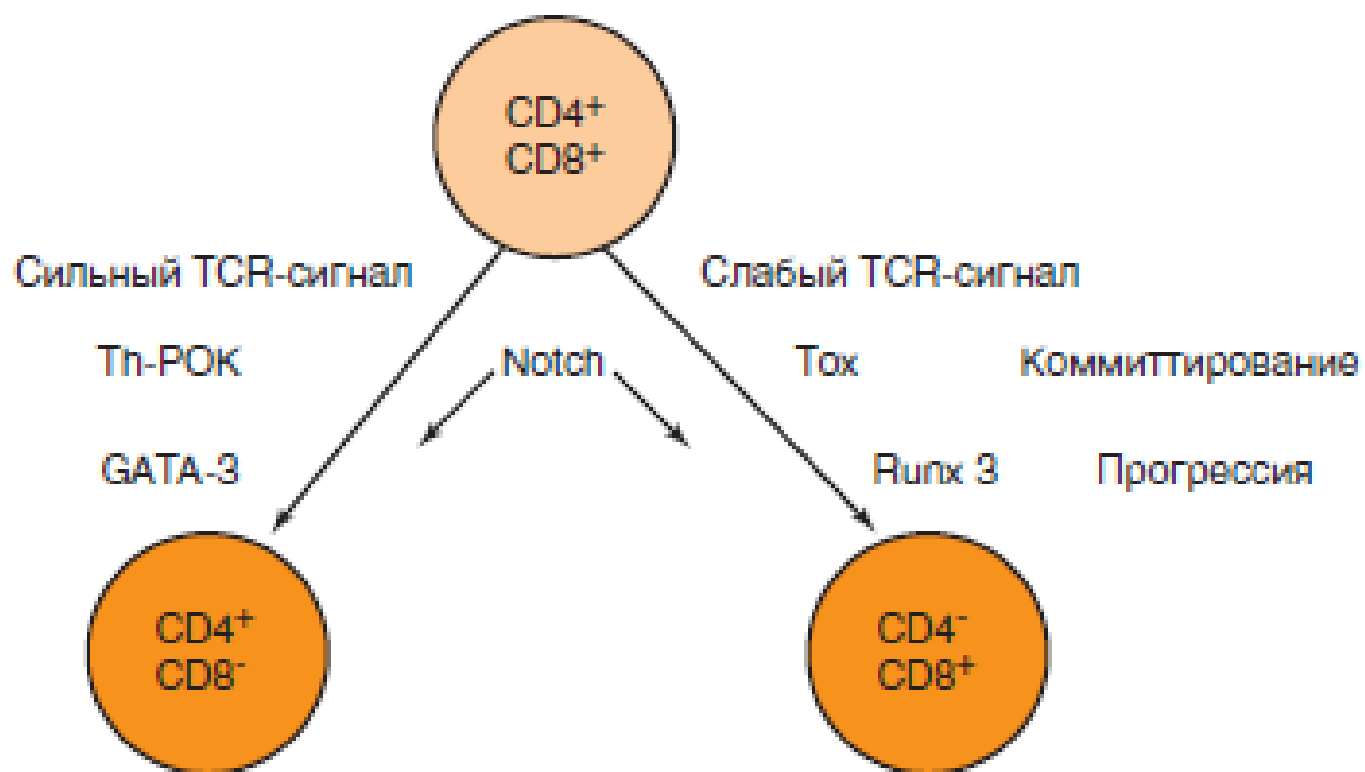 CD4⁺
CD8⁺
Сильный TCR-сигнал
Слабый TCR-сигнал
Th-POK
Notch
Tox
Коммиттирование
GATA-3
Runx 3
Прогрессия
CD4⁺
CD8⁻
CD4⁻
CD8⁺